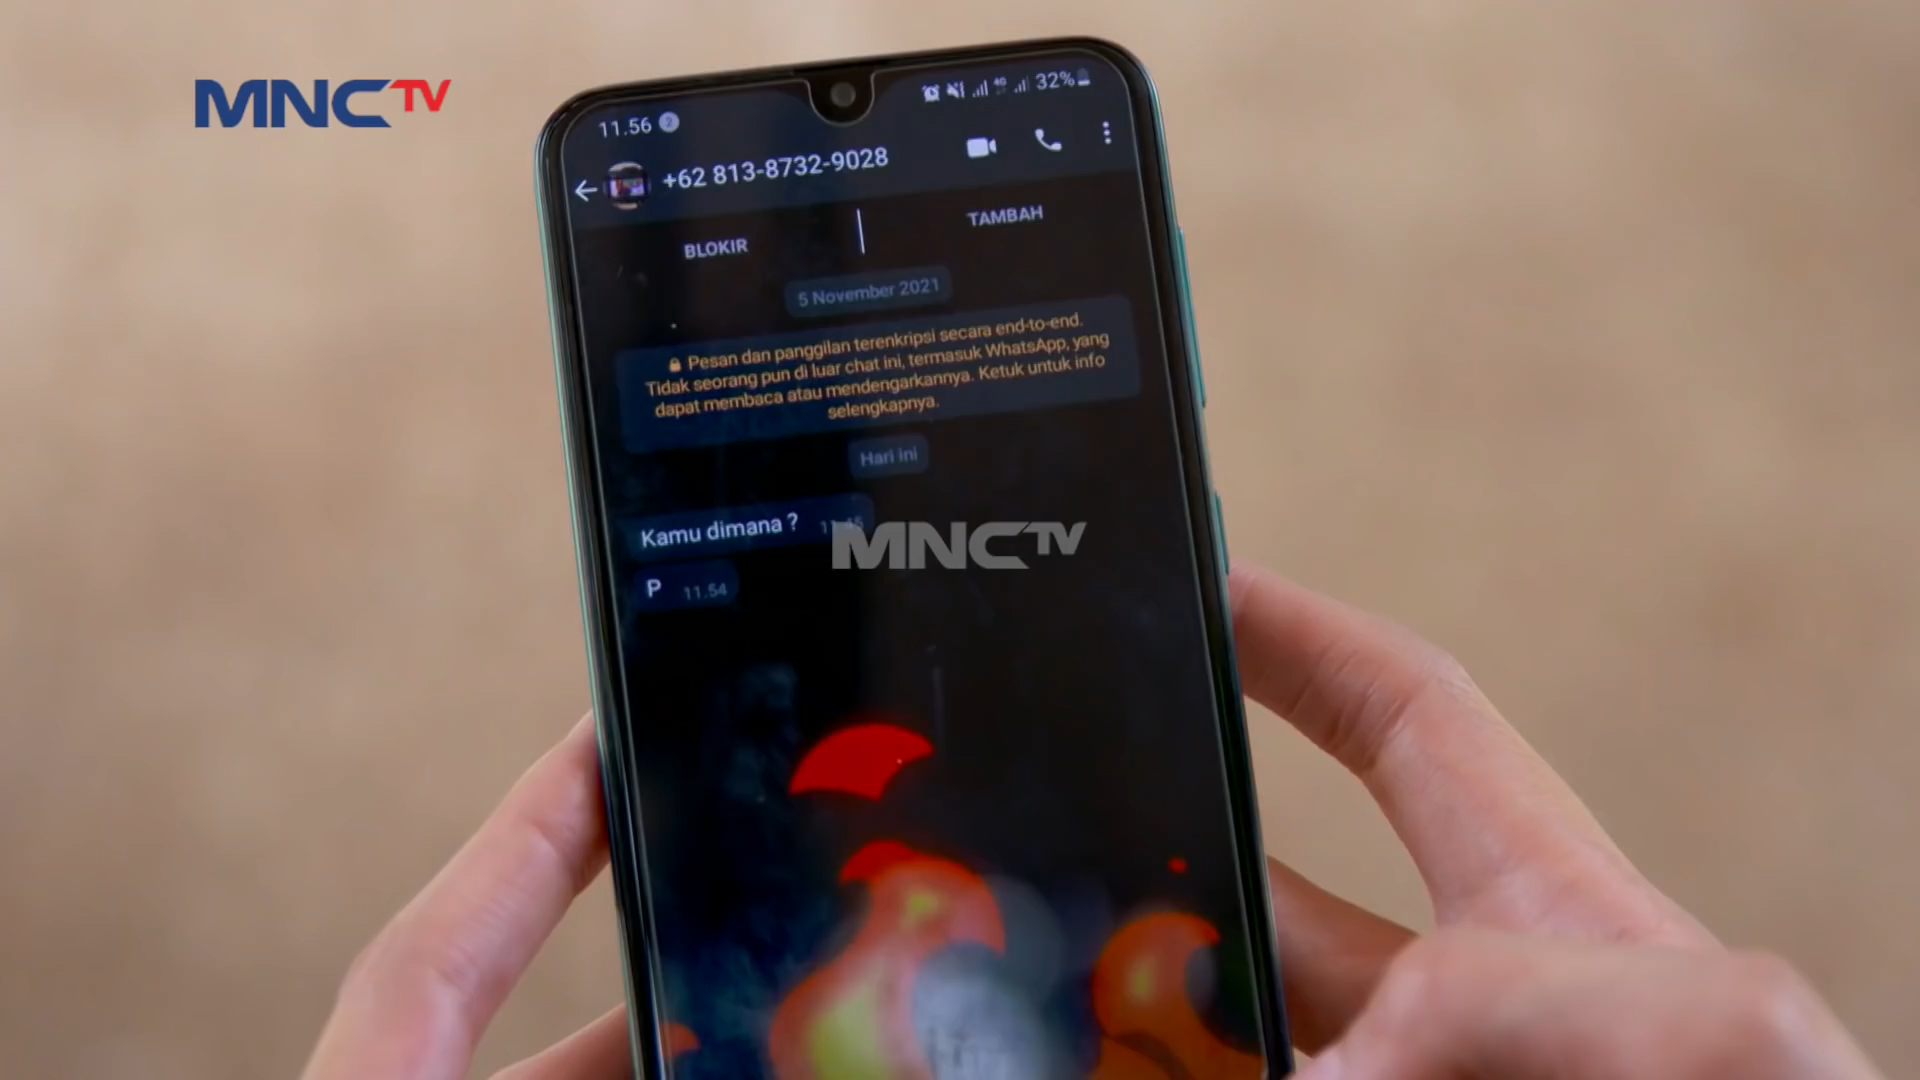 MNCTV
11.56 2
32%
+62 813-8732-9028
BLOKIR
TAMBAH
5 November 2021
Pesan dan panggilan terenkripsi secara end-to-end.
Tidak seorang pun di luar chat ini, termasuk WhatsApp, yang
dapat membaca atau mendengarkannya. Ketuk untuk info
selengkapnya.
Hari ini
Kamu dimana ?
MNCTV
P 11.54